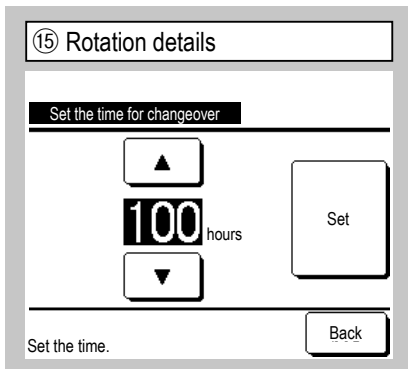 ⑮ Rotation details
Set the time for changeover
▲
100 hours
▼
Set
Set the time.
Back